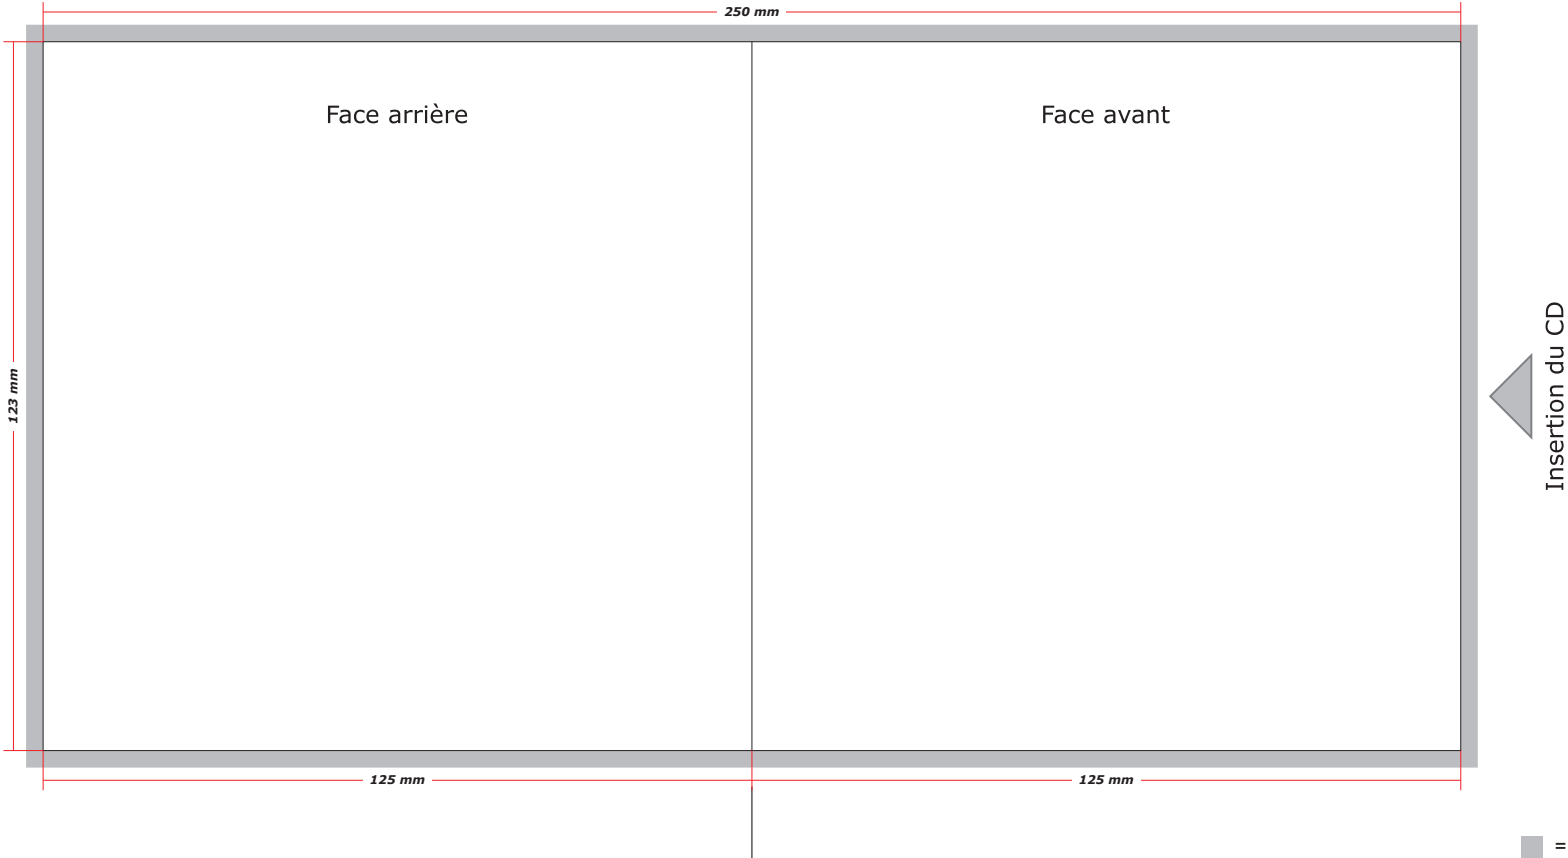 250 mm
Face arrière
Face avant
123 mm
Insertion du CD
125 mm
125 mm
=